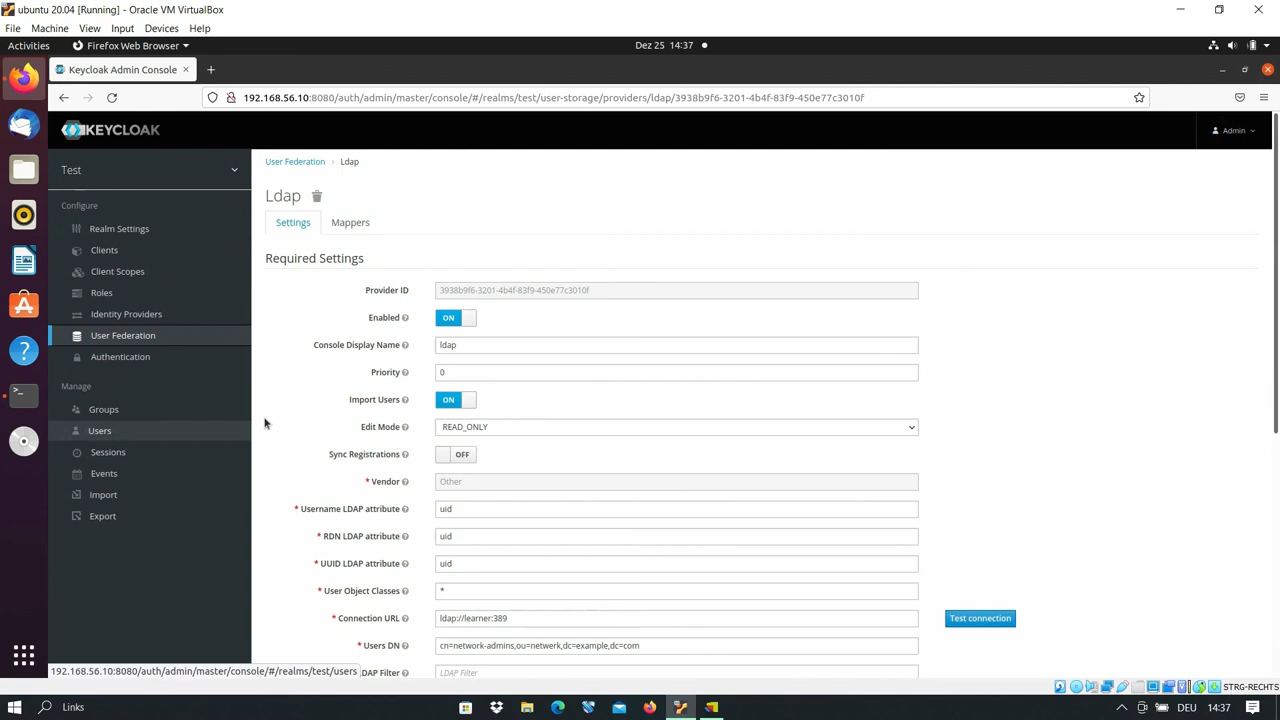 ubuntu 20.04 [Running] - Oracle VM VirtualBox
File Machine View Input Devices Help
Activities Firefox Web Browser Dez 25 14:37
Keycloak Admin Console
192.168.56.10:8080/auth/admin/master/console/#/realms/test/user-storage/providers/ldap/3938b9f6-3201-4b4f-83f9-450e77c3010f
KEYCLOAK Admin
Test
Configure
Realm Settings
Clients
Client Scopes
Roles
Identity Providers
User Federation
Authentication
Manage
Groups
Users
Sessions
Events
Import
Export
User Federation Ldap
Ldap
Settings Mappers
Required Settings
Provider ID 3938b9f6-3201-4b4f-83f9-450e77c3010f
Enabled ON
Console Display Name ldap
Priority 0
Import Users ON
Edit Mode READ_ONLY
Sync Registrations OFF
* Vendor Other
* Username LDAP attribute uid
* RDN LDAP attribute uid
* UUID LDAP attribute uid
* User Object Classes *
* Connection URL ldap://learner:389 Test connection
* Users DN cn=network-admins,ou=netwerk,dc=example,dc=com
LDAP Filter LDAP Filter
192.168.56.10:8080/auth/admin/master/console/#/realms/test/users
STRG-RECHTS
Links DEU 14:37